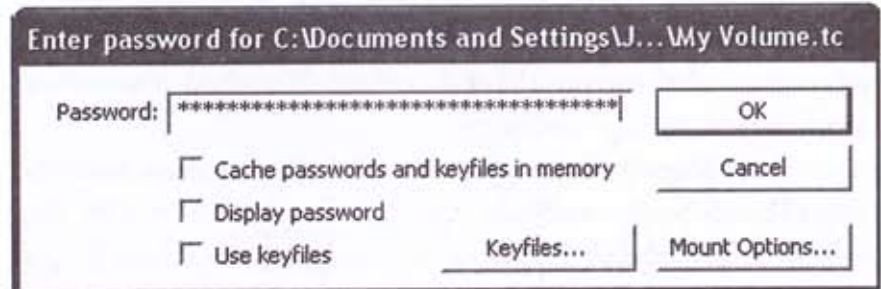 Enter password for C:\Documents and Settings\J...\My Volume.tc
Password: ************************************
OK
Cache passwords and keyfiles in memory
Cancel
Display password
Use keyfiles
Keyfiles...
Mount Options...